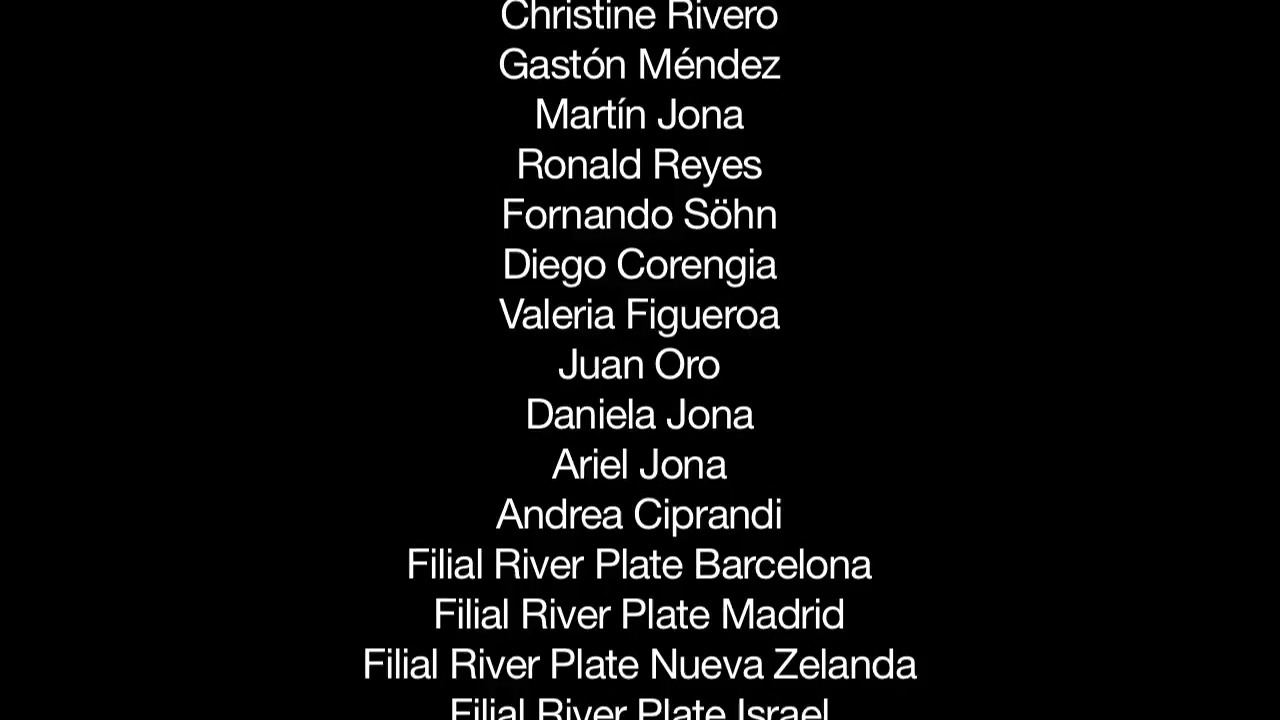 Christine Rivero
Gastón Méndez
Martín Jona
Ronald Reyes
Fornando Söhn
Diego Corengia
Valeria Figueroa
Juan Oro
Daniela Jona
Ariel Jona
Andrea Ciprandi
Filial River Plate Barcelona
Filial River Plate Madrid
Filial River Plate Nueva Zelanda
Filial River Plate Israel